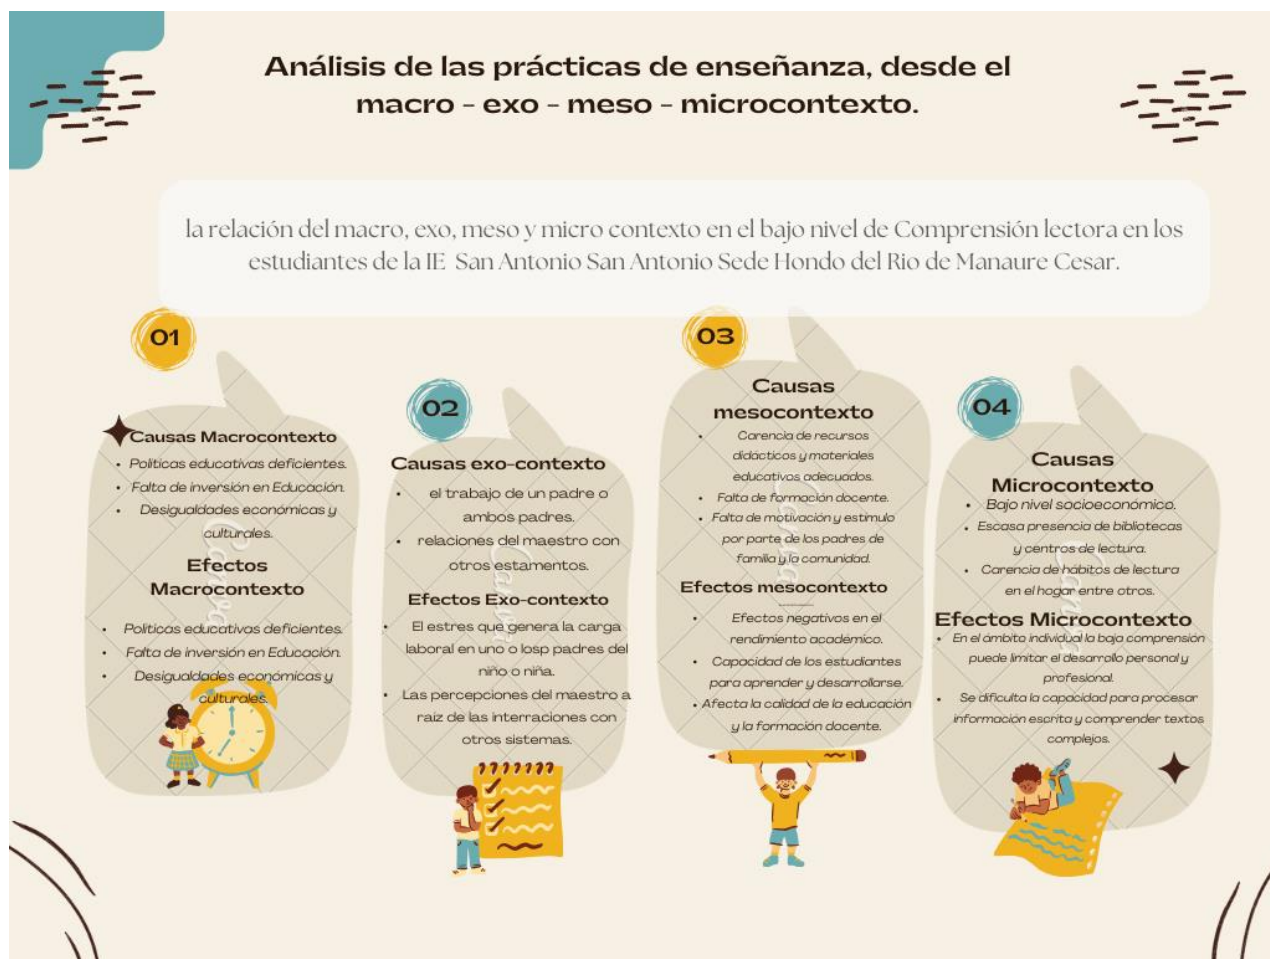 Análisis de las prácticas de enseñanza, desde el
macro - exo - meso - microcontexto.
la relación del macro, exo, meso y micro contexto en el bajo nivel de Comprensión lectora en los
estudiantes de la IE San Antonio San Antonio Sede Hondo del Rio de Manaure Cesar.
01
Causas Macrocontexto
• Políticas educativas deficientes.
• Falta de inversión en Educación.
• Desigualdades económicas y
culturales.
Efectos
Macrocontexto
• Políticas educativas deficientes.
• Falta de inversión en Educación.
• Desigualdades económicas y
culturales.
Canva
02
Causas exo-contexto
• el trabajo de un padre o
ambos padres.
• relaciones del maestro con
otros estamentos.
Efectos Exo-contexto
• El estres que genera la carga
laboral en uno o losp padres del
niño o niña.
• Las percepciones del maestro a
raiz de las interraciones con
otros sistemas.
Canva
03
Causas
mesocontexto
• Carencia de recursos
didácticos y materiales
educativos adecuados.
• Falta de formación docente.
• Falta de motivación y estímulo
por parte de los padres de
familia y la comunidad.
Efectos mesocontexto
• Efectos negativos en el
rendimiento académico.
• Capacidad de los estudiantes
para aprender y desarrollarse.
• Afecta la calidad de la educación
y la formación docente.
Canva
04
Causas
Microcontexto
• Bajo nivel socioeconómico.
• Escasa presencia de bibliotecas
y centros de lectura.
• Carencia de hábitos de lectura
en el hogar entre otros.
Efectos Microcontexto
• En el ámbito individual la baja comprensión
puede limitar el desarrollo personal y
profesional.
• Se dificulta la capacidad para procesar
información escrita y comprender textos
complejos.
Canva